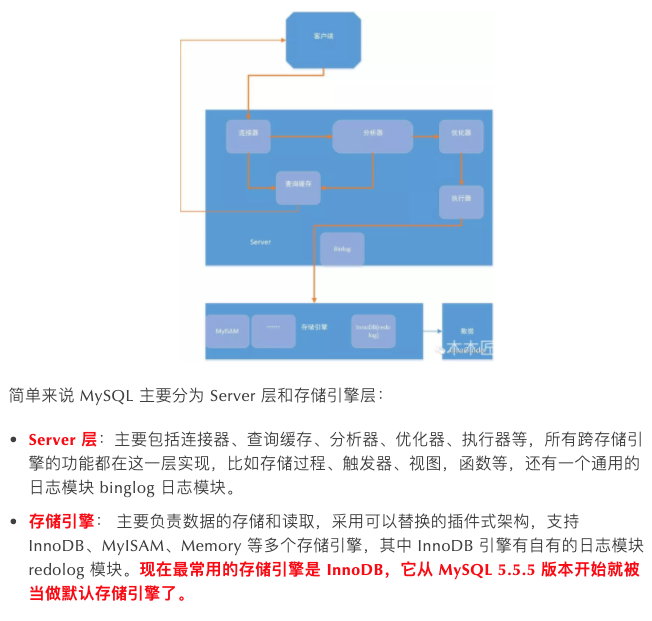 客户端
连接器
分析器
优化器
查询缓存
执行器
Server
Binlog
MyISAM
存储引擎
InnoDB(redo
log)
数据
木木匠
简单来说 MySQL 主要分为 Server 层和存储引擎层：
• Server 层：主要包括连接器、查询缓存、分析器、优化器、执行器等，所有跨存储引
擎的功能都在这一层实现，比如存储过程、触发器、视图，函数等，还有一个通用的
日志模块 binglog 日志模块。
• 存储引擎： 主要负责数据的存储和读取，采用可以替换的插件式架构，支持
InnoDB、MyISAM、Memory 等多个存储引擎，其中 InnoDB 引擎有自有的日志模块
redolog 模块。现在最常用的存储引擎是 InnoDB，它从 MySQL 5.5.5 版本开始就被
当做默认存储引擎了。